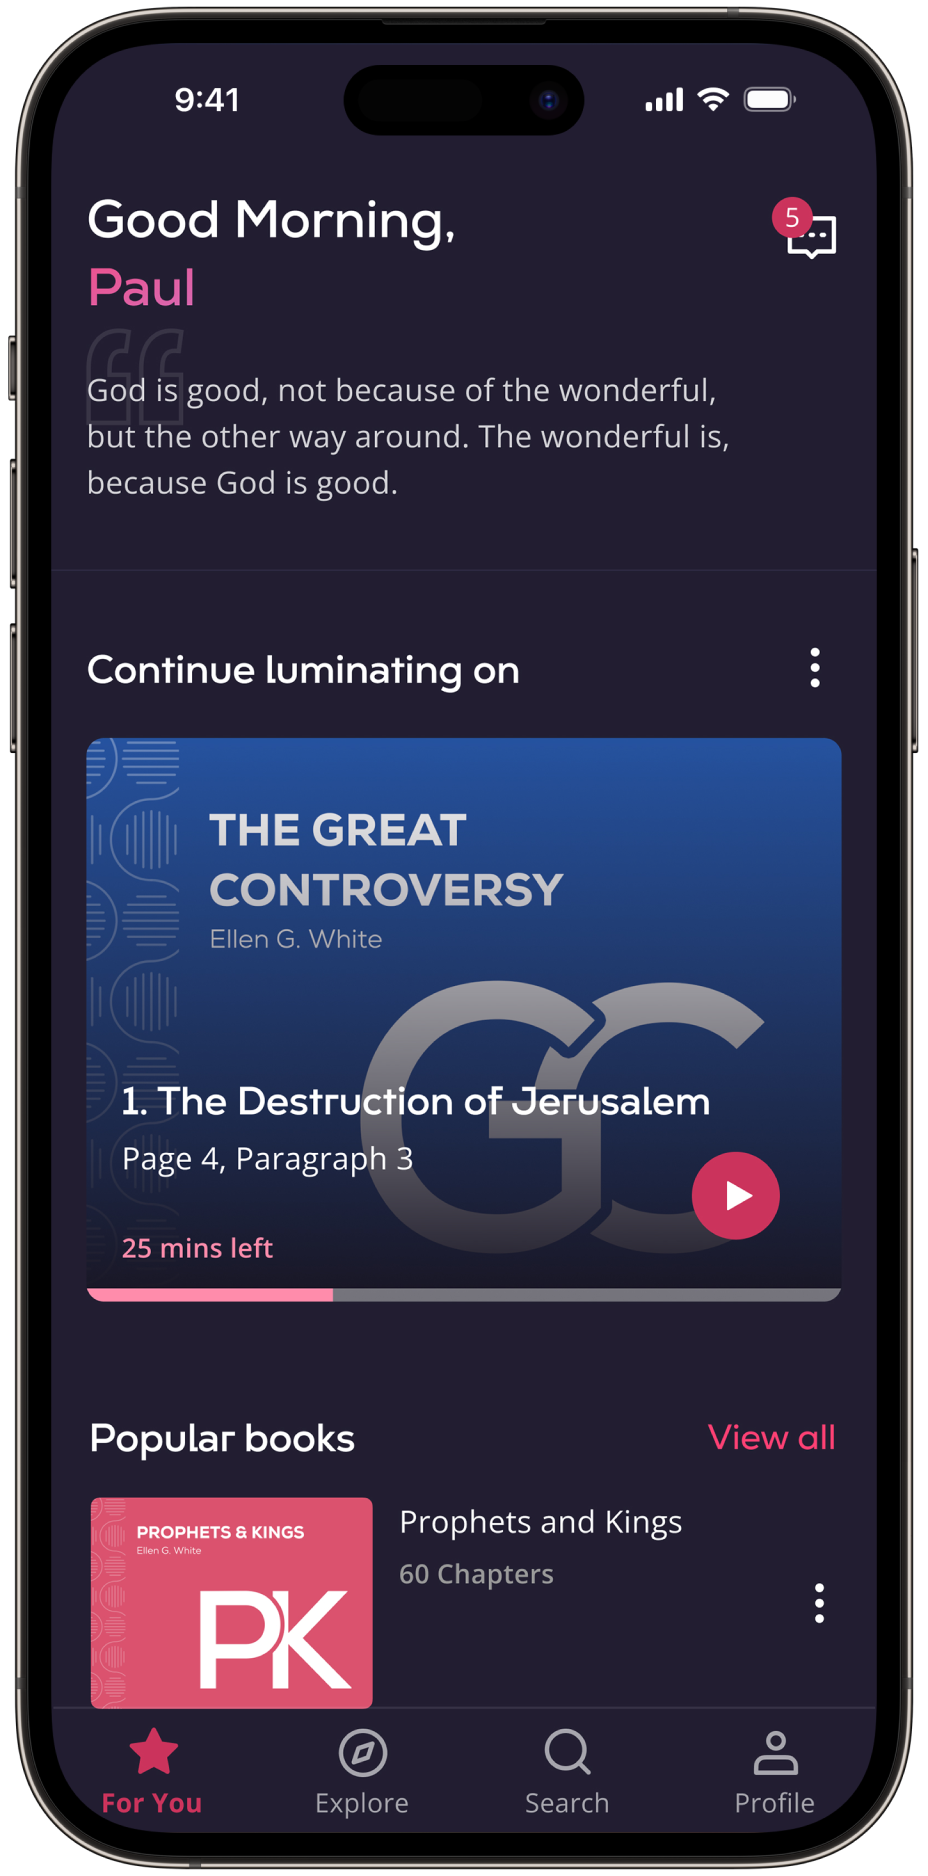 9:41
Good Morning,
5
Paul
God is good, not because of the wonderful,
but the other way around. The wonderful is,
because God is good.
Continue luminating on
THE GREAT
CONTROVERSY
Ellen G. White
GC
1. The Destruction of Jerusalem
Page 4, Paragraph 3
25 mins left
Popular books
View all
PROPHETS & KINGS
Ellen G. White
PK
Prophets and Kings
60 Chapters
For You
Explore
Search
Profile